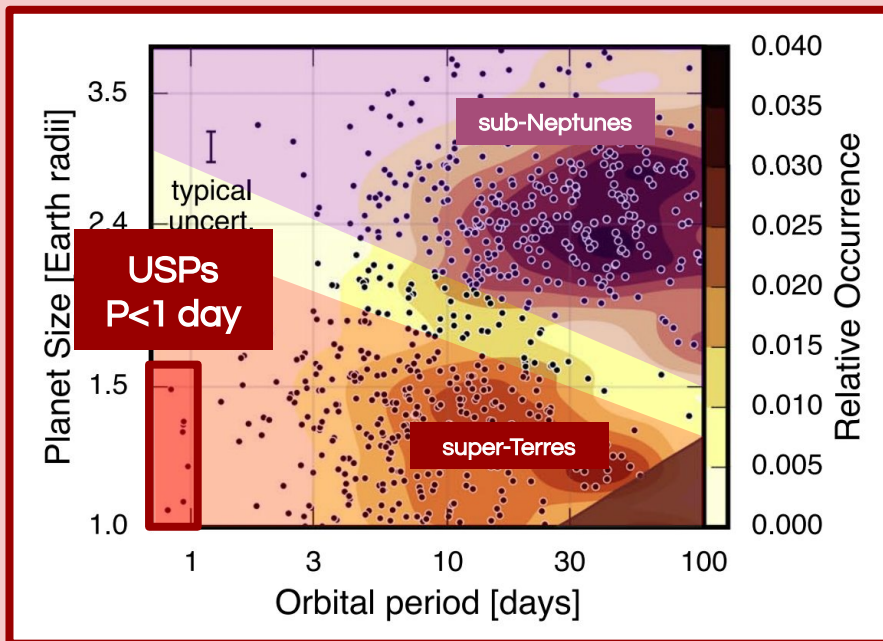 Planet Size [Earth radii]
3.5
2.4
1.5
1.0
typical
uncert.
sub-Neptunes
USPs
P<1 day
super-Terres
1
3
10
30
100
Orbital period [days]
0.040
0.035
0.030
0.025
0.020
0.015
0.010
0.005
0.000
Relative Occurrence